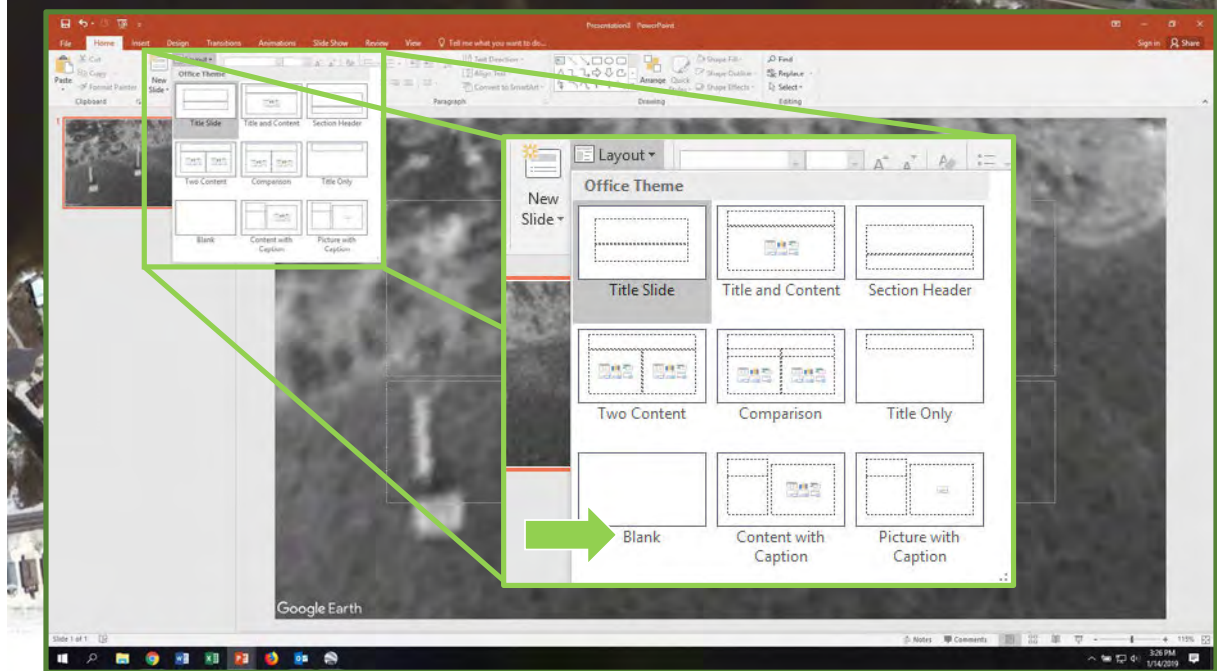 Presentation3 PowerPoint
File Home Insert Design Transitions Animations Slide Show Review View Tell me what you want to do...
Sign in Share
Cut
Copy
Format Painter
Paste
Clipboard
New
Slide
Layout
Text Direction
Align Text
Convert to SmartArt
Paragraph
Arrange Quick
Shape Fill
Shape Outline
Shape Effects
Drawing
Find
Replace
Select
Editing
Office Theme
Title Slide Title and Content Section Header
Two Content Comparison Title Only
Blank Content with Picture with
Caption Caption
1
New
Slide
Layout
Office Theme
Title Slide Title and Content Section Header
Two Content Comparison Title Only
Blank Content with Picture with
Caption Caption
Google Earth
Slide 1 of 1
Notes Comments
115%
3:26 PM
1/14/2019